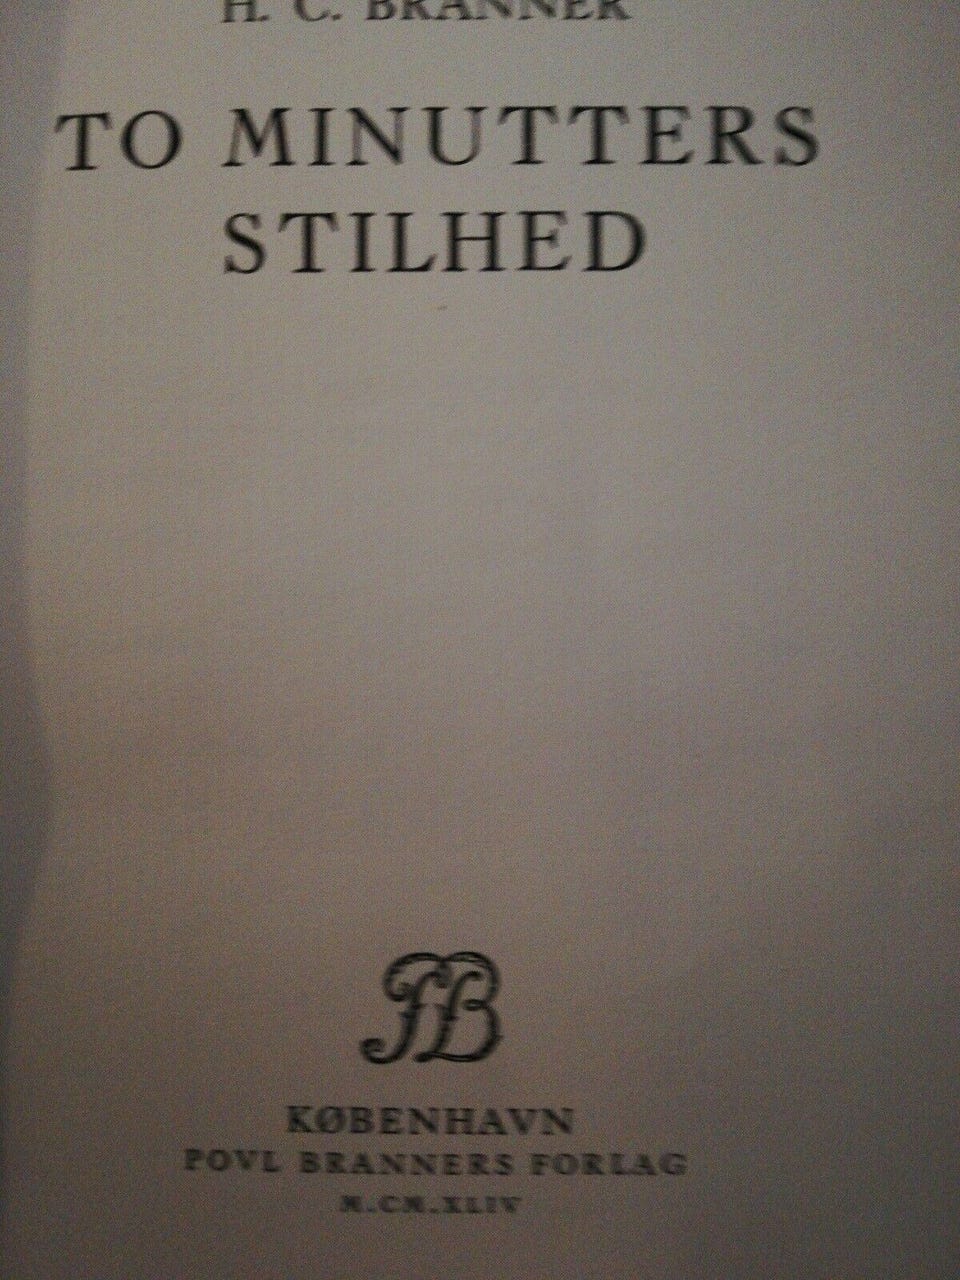 H. C. BRANNER
TO MINUTTERS
STILHED
PB
KØBENHAVN
POVL BRANNERS FORLAG
M.CM.XLIV